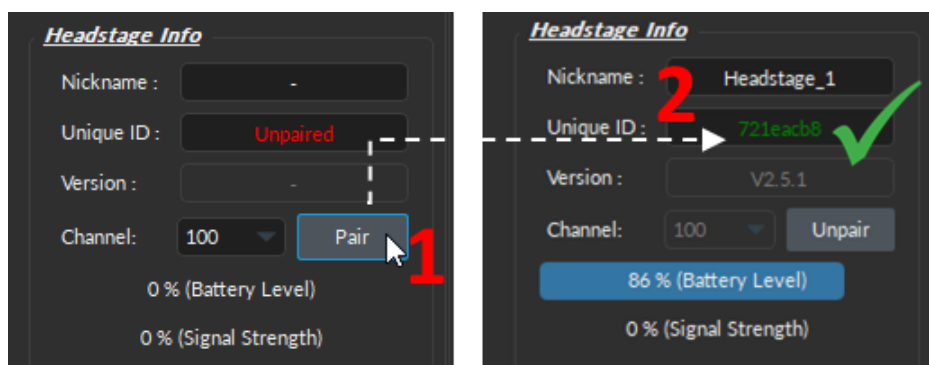 Headstage Info
Nickname : -
Unique ID : Unpaired
Version : -
Channel: 100 Pair
1
0 % (Battery Level)
0 % (Signal Strength)
Headstage Info
2
Nickname : Headstage_1
Unique ID : 721eacb8
Version : V2.5.1
Channel: 100 Unpair
86 % (Battery Level)
0 % (Signal Strength)